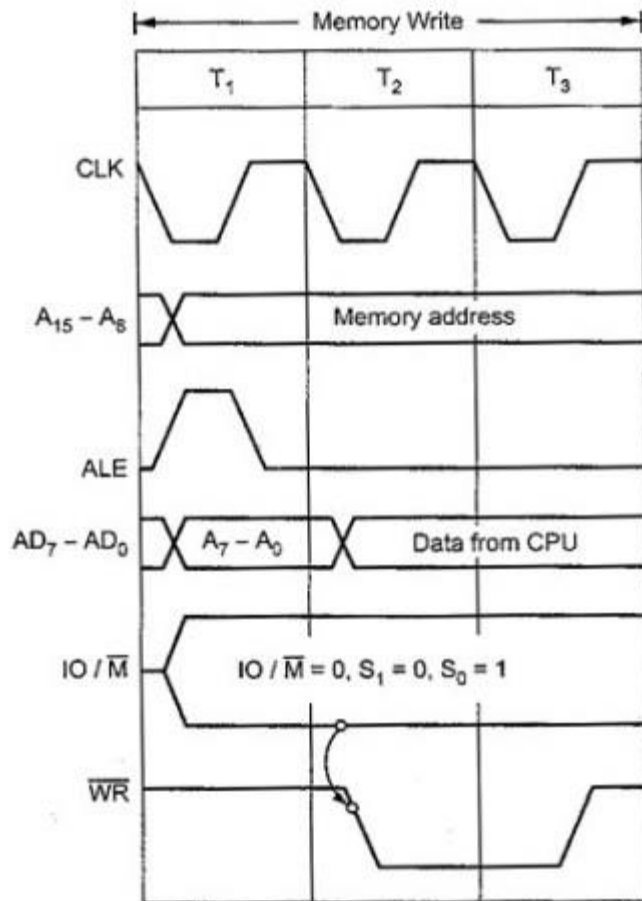 Memory Write
T₁ T₂ T₃
CLK
A₁₅ – A₈ Memory address
ALE
AD₇ – AD₀ A₇ – A₀ Data from CPU
IO / M̅ IO / M̅ = 0, S₁ = 0, S₀ = 1
W̅R̅